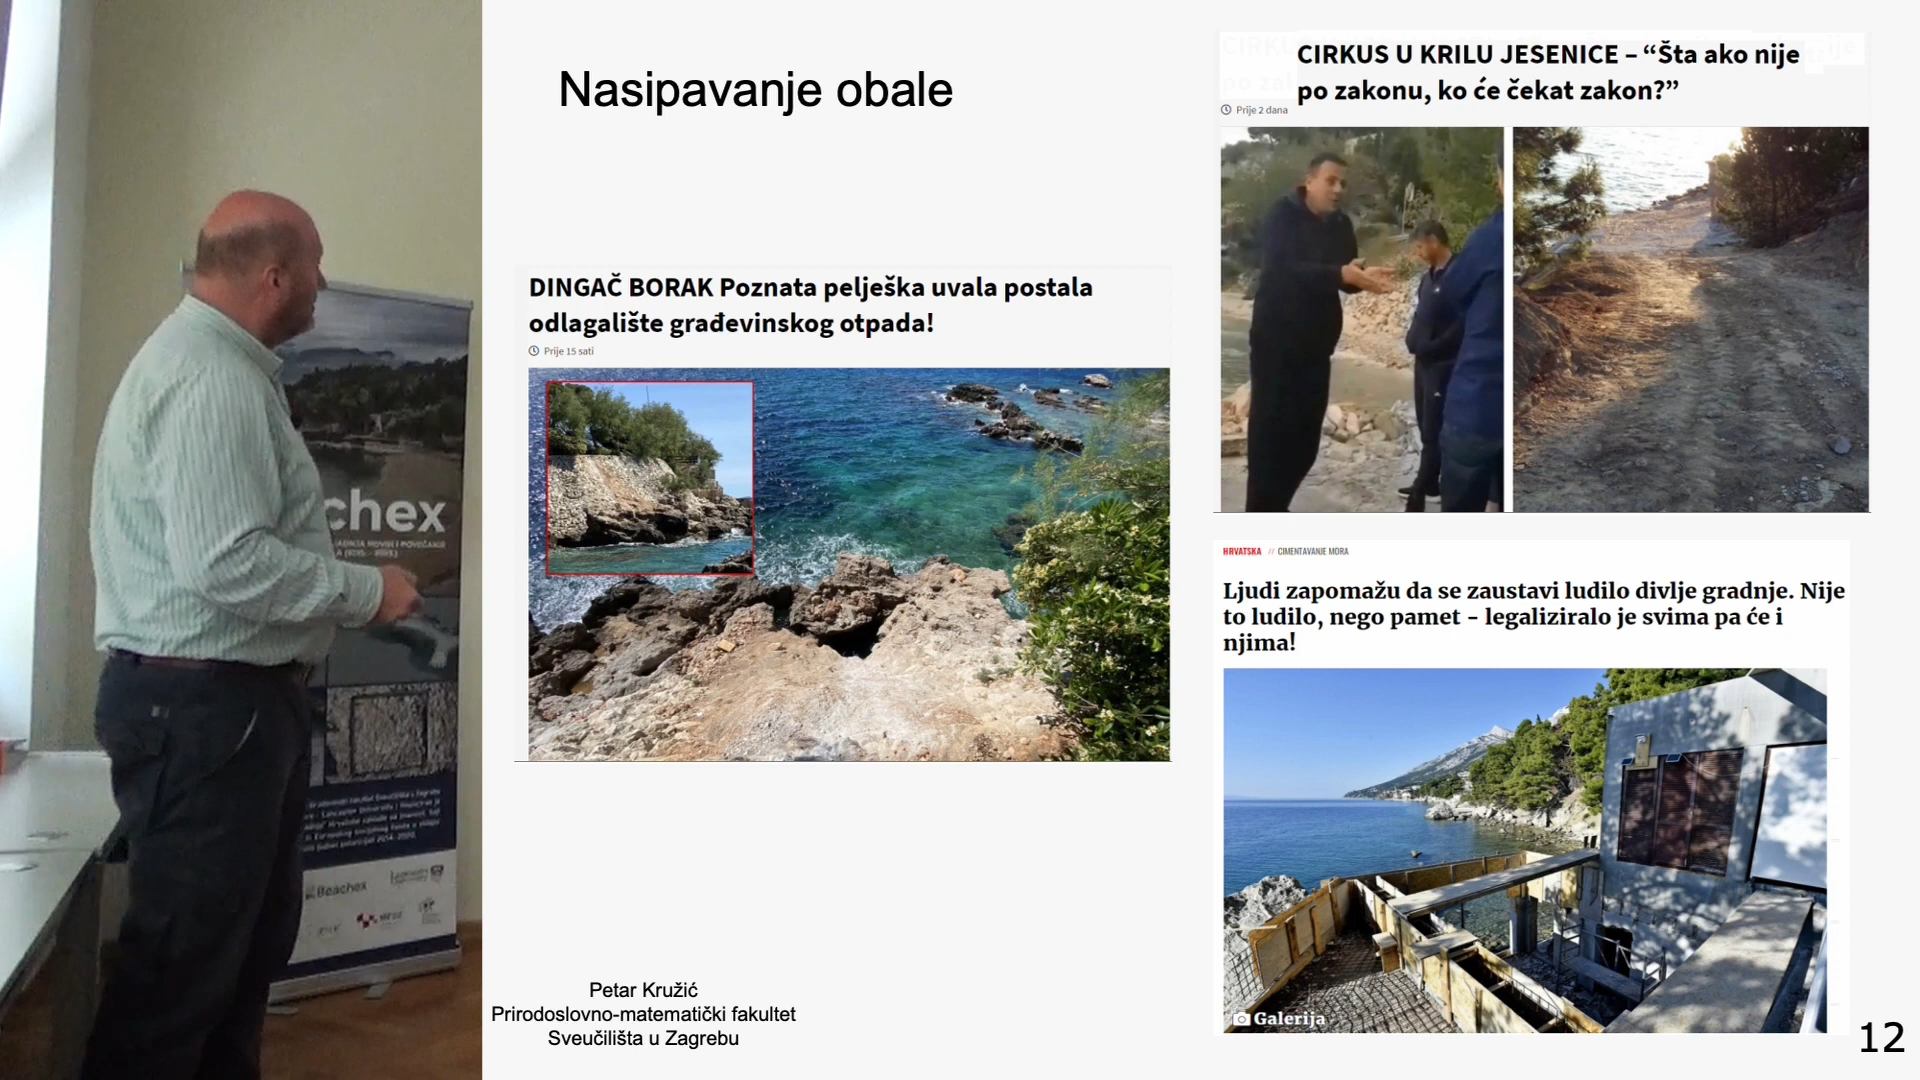 Nasipavanje obale
CIRKUS U KRILU JESENICE – “Šta ako nije
po zakonu, ko će čekat zakon?”
Prije 2 dana
DINGAČ BORAK Poznata pelješka uvala postala
odlagalište građevinskog otpada!
Prije 15 sati
HRVATSKA // CIMENTAVANJE MORA
Ljudi zapomažu da se zaustavi ludilo divlje gradnje. Nije
to ludilo, nego pamet – legaliziralo je svima pa će i
njima!
Galerija
chex
Beachex
Petar Kružić
Prirodoslovno-matematički fakultet
Sveučilišta u Zagrebu
12